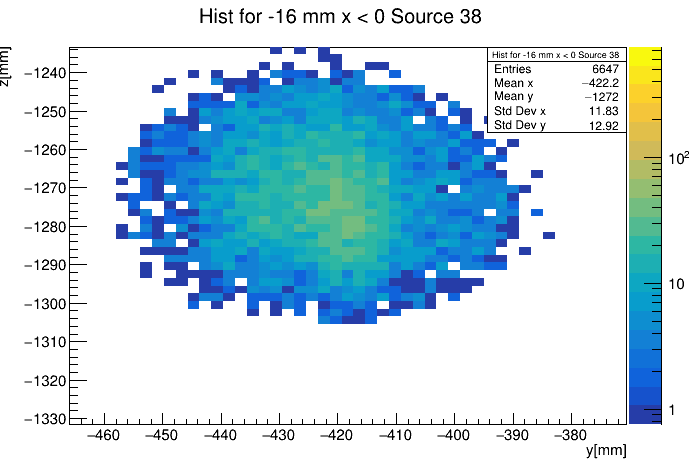 Hist for -16 mm x < 0 Source 38
z[mm]
Hist for -16 mm x < 0 Source 38
Entries 6647
Mean x −422.2
Mean y −1272
Std Dev x 11.83
Std Dev y 12.92
−1240
−1250
−1260
−1270
−1280
−1290
−1300
−1310
−1320
−1330
10²
10
1
−460 −450 −440 −430 −420 −410 −400 −390 −380
y[mm]